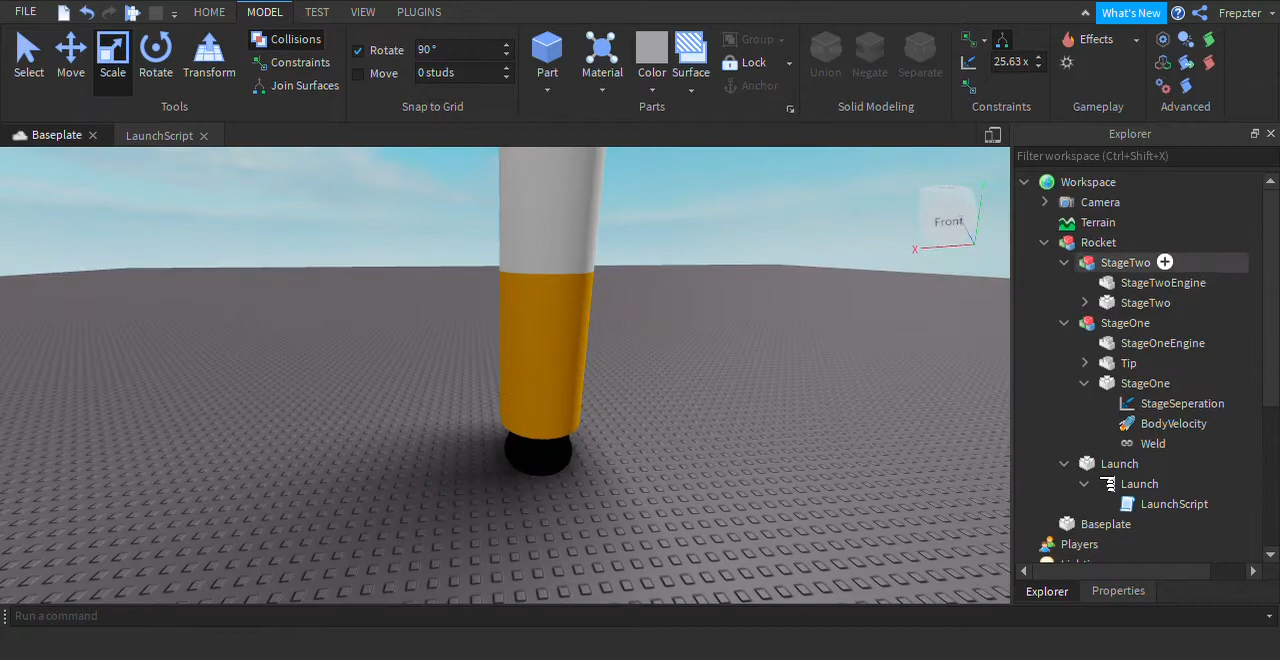 FILE HOME MODEL TEST VIEW PLUGINS What's New Frepzter
Select Move Scale Rotate Transform
Collisions
Constraints
Join Surfaces
Tools
Rotate 90°
Move 0 studs
Snap to Grid
Part Material Color Surface
Group
Lock
Anchor
Parts
Union Negate Separate
Solid Modeling
25.63 x
Constraints
Effects
Gameplay
Advanced
Baseplate LaunchScript
Front
X
Explorer
Filter workspace (Ctrl+Shift+X)
Workspace
Camera
Terrain
Rocket
StageTwo
StageTwoEngine
StageTwo
StageOne
StageOneEngine
Tip
StageOne
StageSeperation
BodyVelocity
Weld
Launch
Launch
LaunchScript
Baseplate
Players
Explorer Properties
Run a command